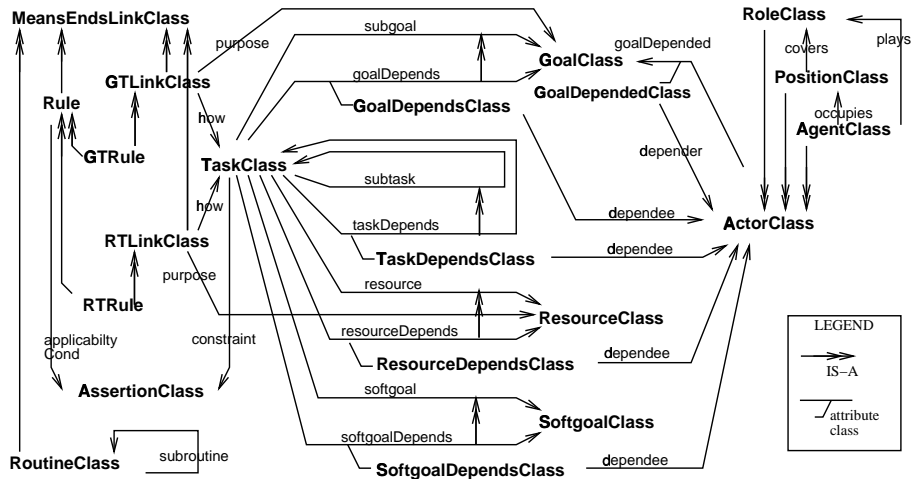 MeansEndsLinkClass
RoleClass
purpose
subgoal
GoalClass
goalDepended
covers
plays
GTLinkClass
goalDepends
PositionClass
Rule
GoalDependsClass
GoalDependedClass
how
occupies
AgentClass
GTRule
TaskClass
depender
subtask
how
taskDepends
dependee
ActorClass
RTLinkClass
TaskDependsClass
dependee
purpose
resource
RTRule
ResourceClass
LEGEND
applicabilty
Cond
constraint
resourceDepends
dependee
IS-A
ResourceDependsClass
AssertionClass
softgoal
attribute
class
SoftgoalClass
softgoalDepends
RoutineClass
subroutine
SoftgoalDependsClass
dependee